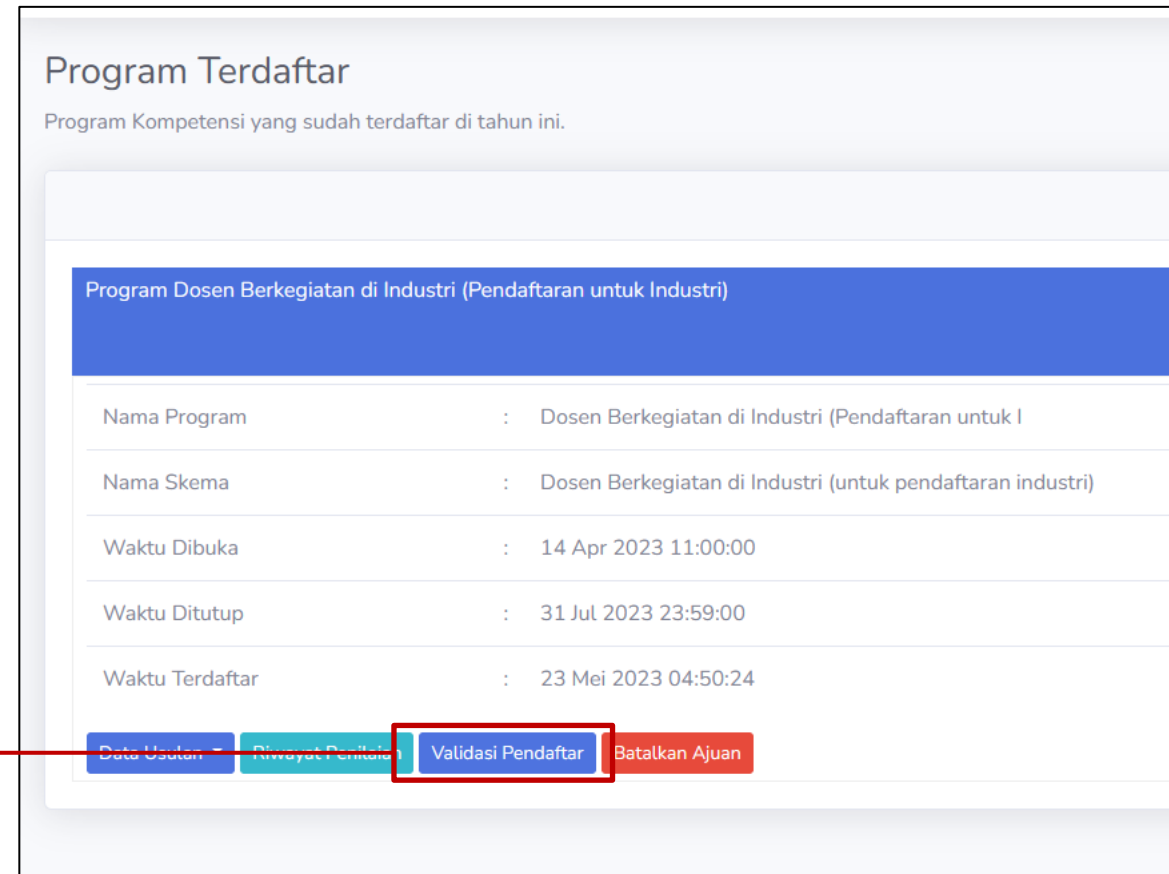 Program Terdaftar
Program Kompetensi yang sudah terdaftar di tahun ini.
Program Dosen Berkegiatan di Industri (Pendaftaran untuk Industri)
Nama Program : Dosen Berkegiatan di Industri (Pendaftaran untuk I
Nama Skema : Dosen Berkegiatan di Industri (untuk pendaftaran industri)
Waktu Dibuka : 14 Apr 2023 11:00:00
Waktu Ditutup : 31 Jul 2023 23:59:00
Waktu Terdaftar : 23 Mei 2023 04:50:24
Data Usulan Riwayat Penilaian Validasi Pendaftar Batalkan Ajuan